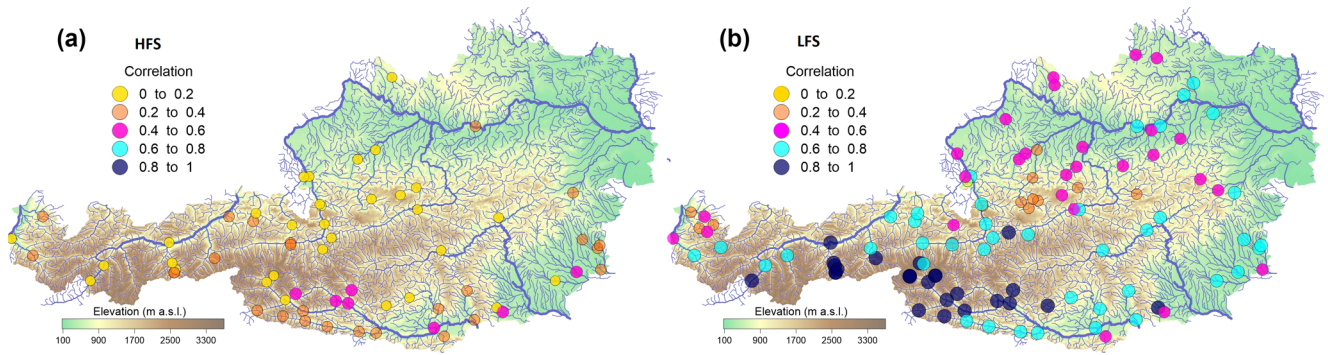 (a)
HFS
Correlation
0 to 0.2
0.2 to 0.4
0.4 to 0.6
0.6 to 0.8
0.8 to 1
Elevation (m a.s.l.)
100 900 1700 2500 3300
(b)
LFS
Correlation
0 to 0.2
0.2 to 0.4
0.4 to 0.6
0.6 to 0.8
0.8 to 1
Elevation (m a.s.l.)
100 900 1700 2500 3300